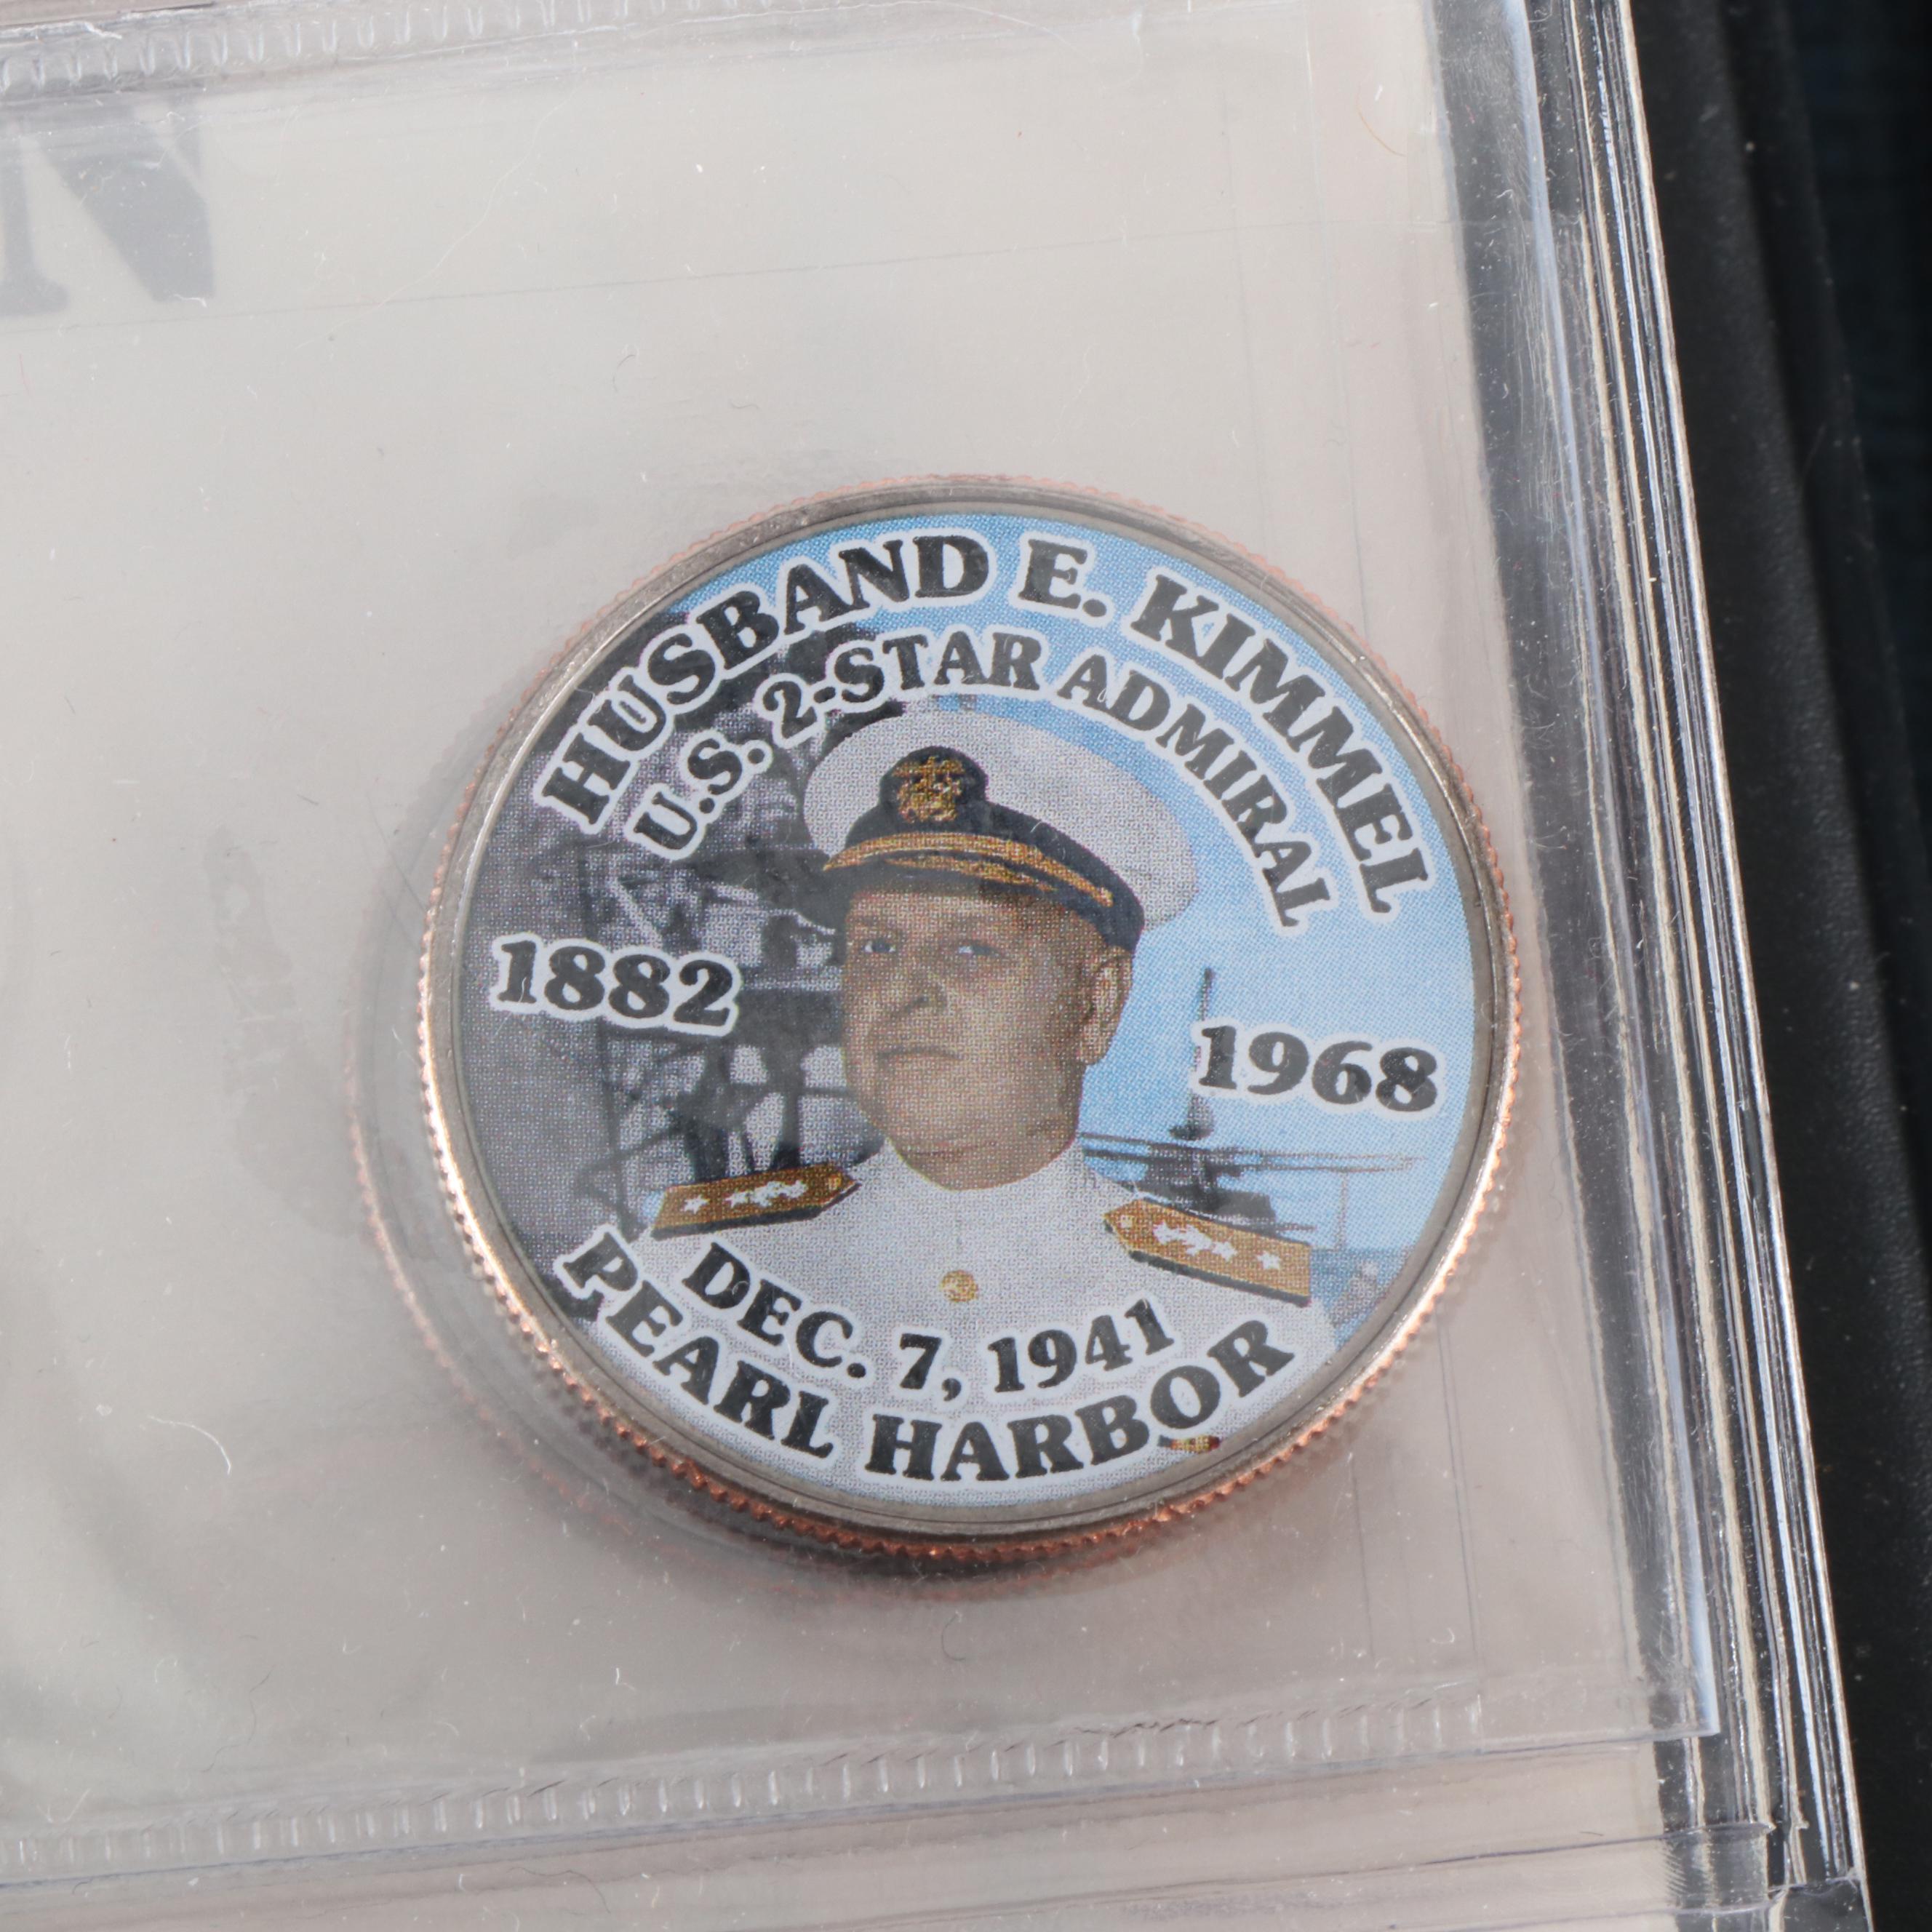 N
HUSBAND E. KIMMEL
U.S. 2-STAR ADMIRAL
1882
1968
DEC. 7, 1941
PEARL HARBOR